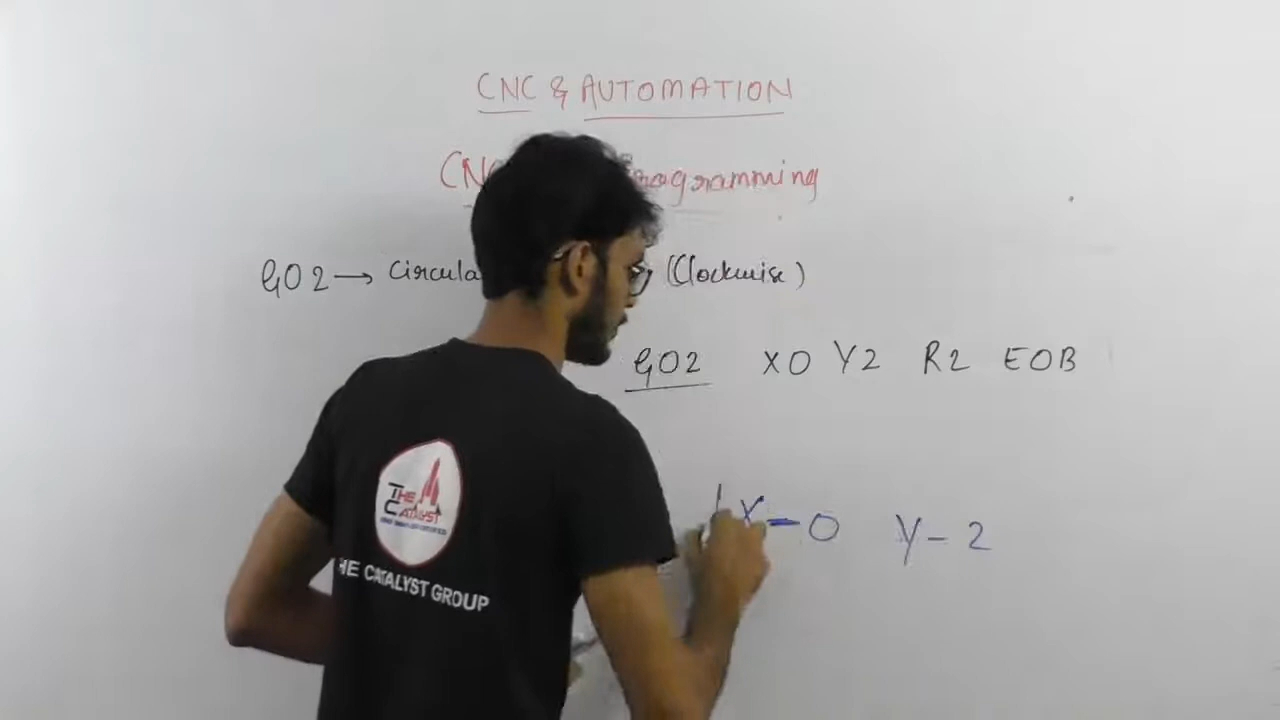 CNC & AUTOMATION
Programming
G02 → Circula (Clockwise)
G02 X0 Y2 R2 EOB
X-0 Y-2
THE CATALYST
THE CATALYST GROUP